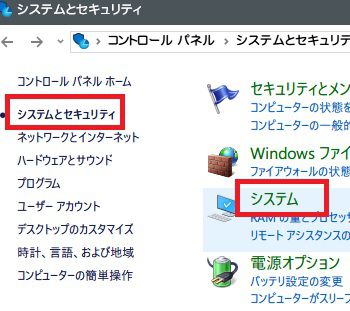 システムとセキュリティ
コントロール パネル › システムとセキュリ
コントロール パネル ホーム
システムとセキュリティ
ネットワークとインターネット
ハードウェアとサウンド
プログラム
ユーザー アカウント
デスクトップのカスタマイズ
時計、言語、および地域
コンピューターの簡単操作
セキュリティとメン
コンピューターの状態を
コンピューターの一般的
Windows ファイ
ファイアウォールの状態
システム
RAM の量とプロセッサ
リモート アシスタンスの
電源オプション
バッテリ設定の変更
コンピューターがスリー